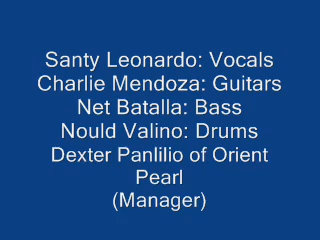 Santy Leonardo: Vocals
Charlie Mendoza: Guitars
Net Batalla: Bass
Nould Valino: Drums
Dexter Panlilio of Orient
Pearl
(Manager)